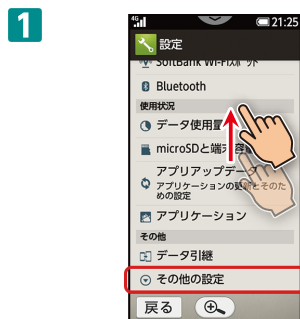 1
4G 21:25
設定
SoftBank Wi-Fiスポット
Bluetooth
使用状況
データ使用量
microSDと端末容量
アプリアップデータ
アプリケーションの更新とそのた
めの設定
アプリケーション
その他
データ引継
その他の設定
戻る